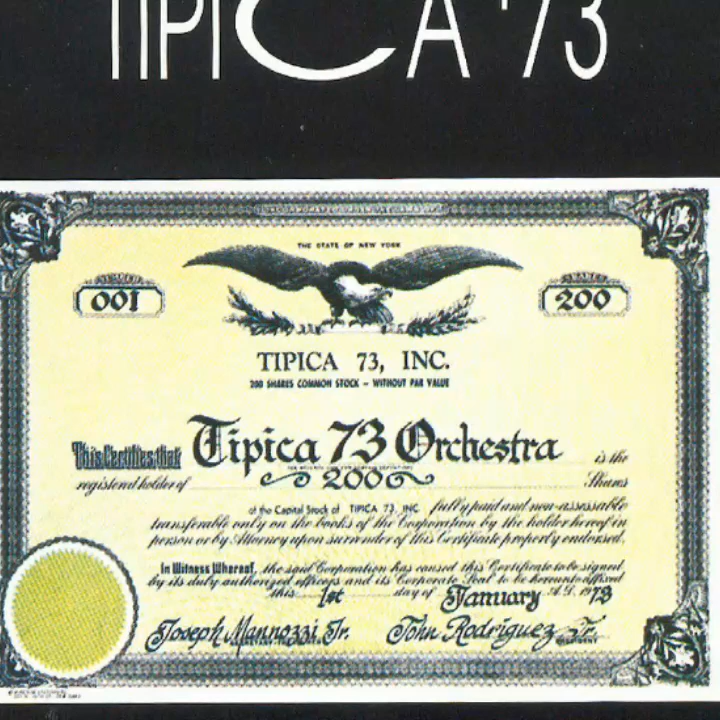 TIPICA '73
THE STATE OF NEW YORK
001
200
TIPICA 73, INC.
200 SHARES COMMON STOCK – WITHOUT PAR VALUE
This Certifies that Tipica 73 Orchestra is the
registered holder of 200 Shares
of the Capital Stock of TIPICA 73, INC. fully paid and non-assessable
transferable only on the books of the Corporation by the holder hereof in
person or by Attorney upon surrender of this Certificate properly endorsed.
In Witness Whereof, the said Corporation has caused this Certificate to be signed
by its duly authorized officers and its Corporate Seal to be hereunto affixed
this 1st day of January A.D. 1973
Joseph Mannozzi Jr. John Rodriguez Jr.
PRESIDENT